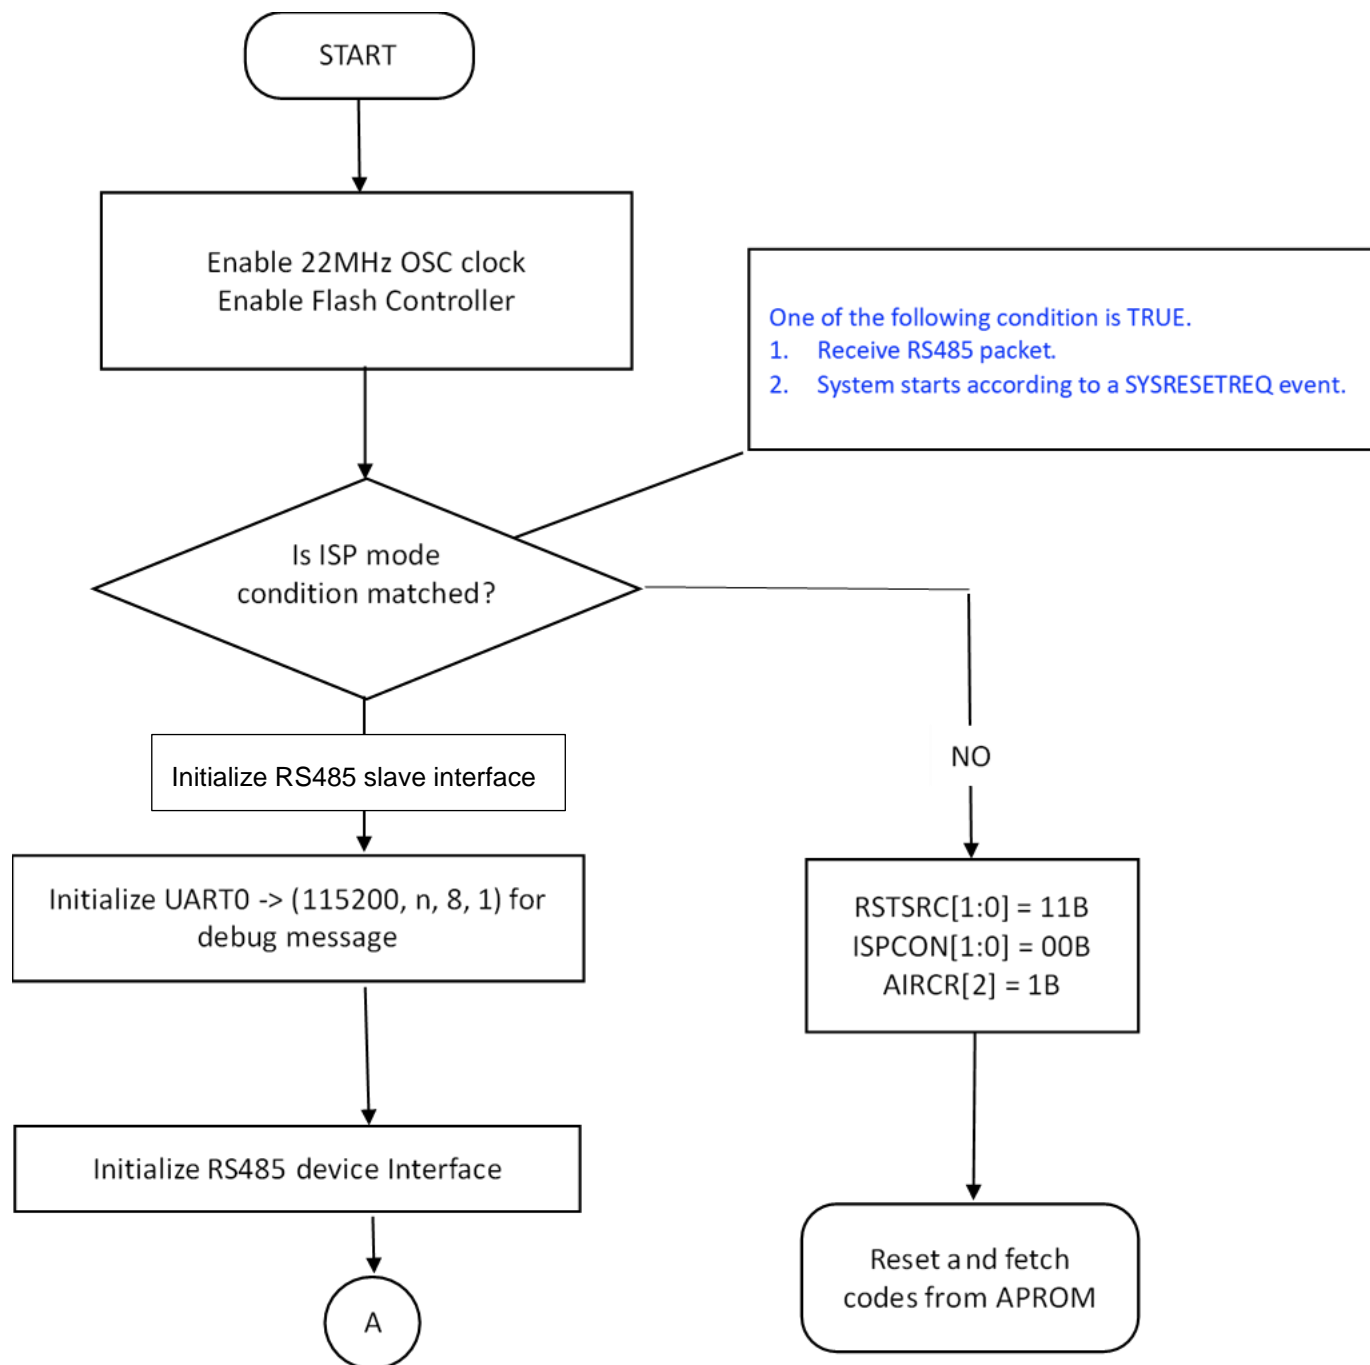 START
Enable 22MHz OSC clock
Enable Flash Controller
One of the following condition is TRUE.
1. Receive RS485 packet.
2. System starts according to a SYSRESETREQ event.
Is ISP mode
condition matched?
Initialize RS485 slave interface
NO
Initialize UART0 -> (115200, n, 8, 1) for
debug message
RSTSRC[1:0] = 11B
ISPCON[1:0] = 00B
AIRCR[2] = 1B
Initialize RS485 device Interface
Reset and fetch
codes from APROM
A